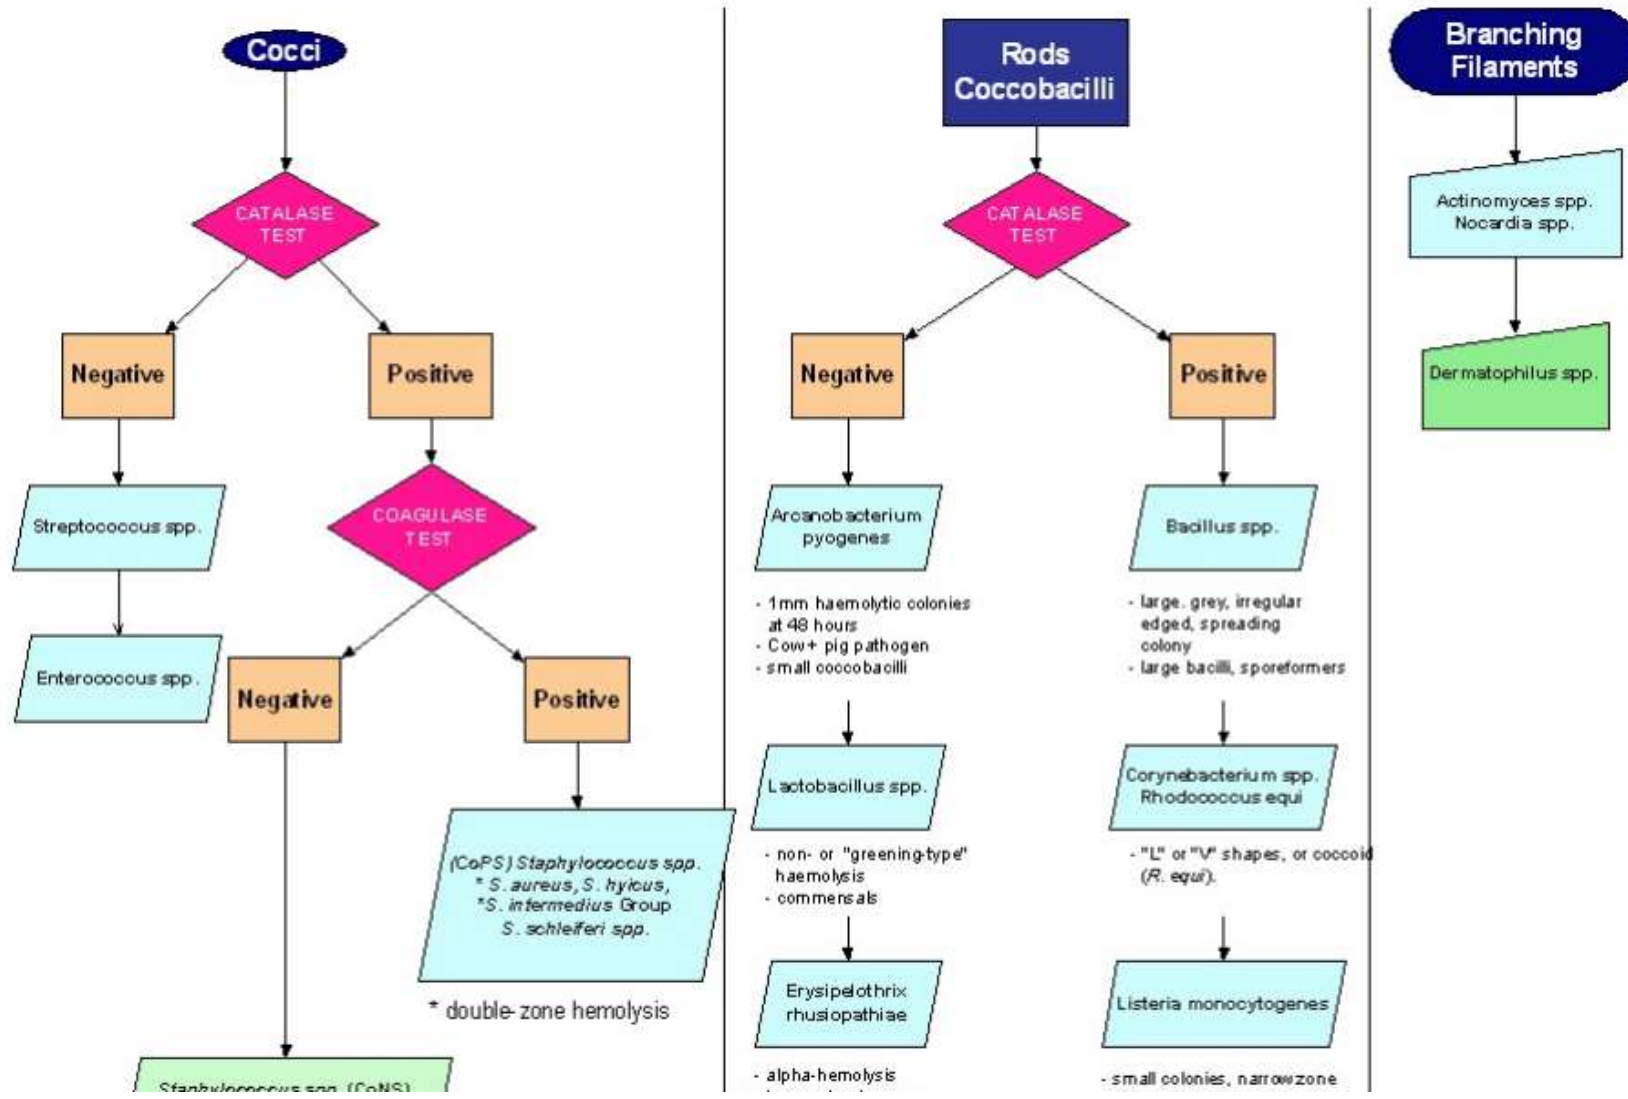 Cocci
CATALASE
TEST
Negative
Positive
Streptococcus spp.
COAGULASE
TEST
Enterococcus spp.
Negative
Positive
(CoPS) Staphylococcus spp.
* S. aureus, S. hyicus,
*S. intermedius Group
S. schleiferi spp.
* double-zone hemolysis
Staphylococcus spp. (CoNS)
Rods
Coccobacilli
CATALASE
TEST
Negative
Positive
Arcanobacterium
pyogenes
- 1mm haemolytic colonies
at 48 hours
- Cow+ pig pathogen
- small coccobacilli
Lactobacillus spp.
- non- or "greening-type"
haemolysis
- commensals
Erysipelothrix
rhusiopathiae
- alpha-hemolysis
Bacillus spp.
- large. grey, irregular
edged, spreading
colony
- large bacilli, sporeformers
Corynebacterium spp.
Rhodococcus equi
- "L" or "V" shapes, or coccoid
(R. equi).
Listeria monocytogenes
- small colonies, narrow zone
Branching
Filaments
Actinomyces spp.
Nocardia spp.
Dermatophilus spp.